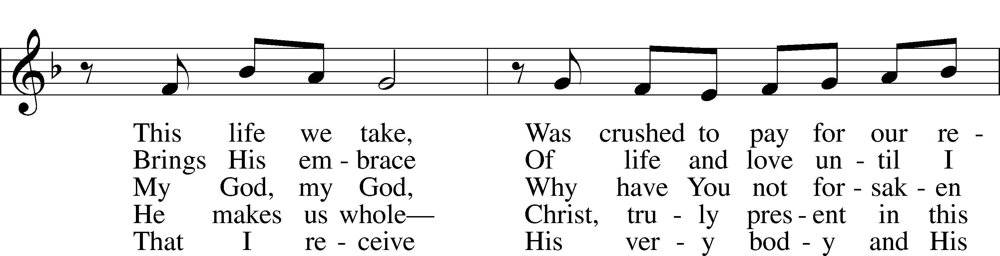 This life we take, Was crushed to pay for our re -
Brings His em - brace Of life and love un - til I
My God, my God, Why have You not for - sak - en
He makes us whole— Christ, tru - ly pres - ent in this
That I re - ceive His ver - y bod - y and His